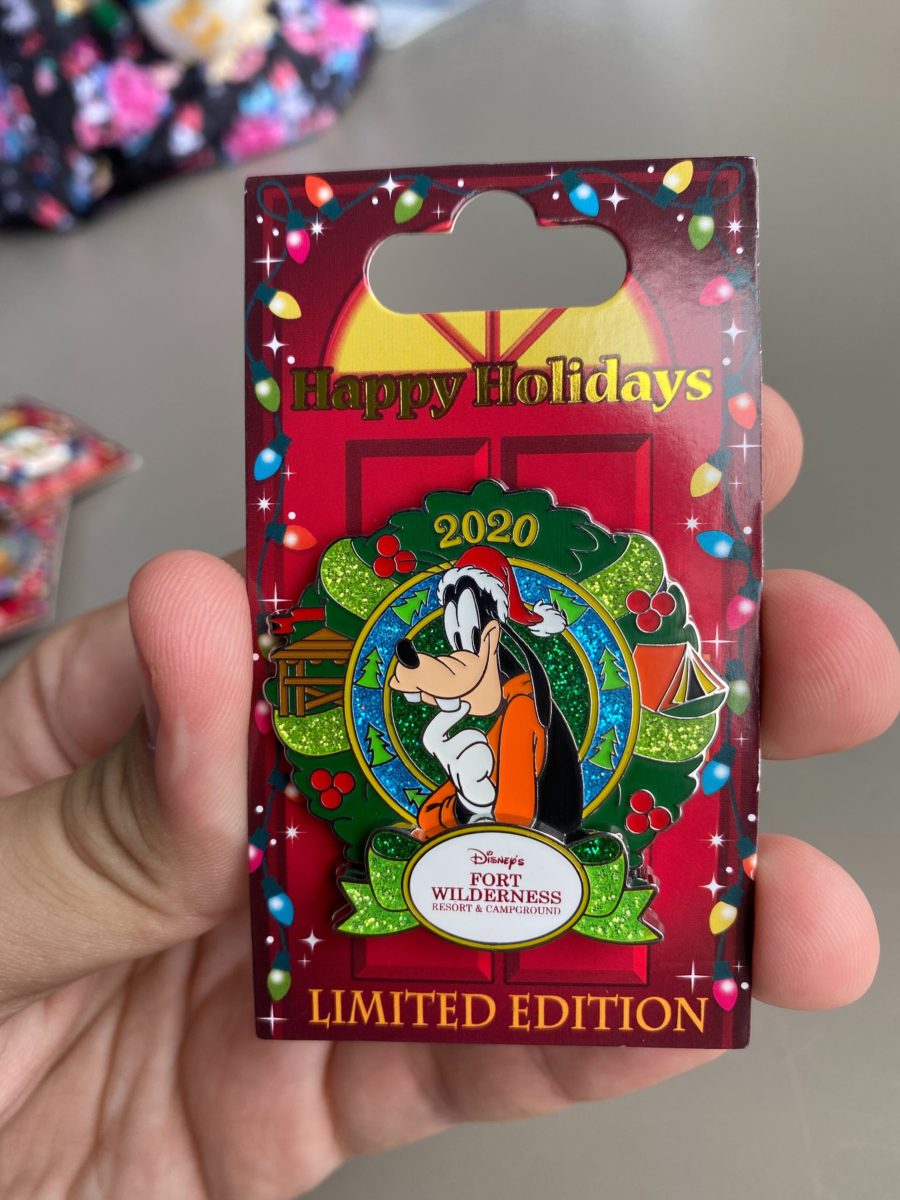 Happy Holidays
2020
Disney's
FORT
WILDERNESS
RESORT & CAMPGROUND
LIMITED EDITION